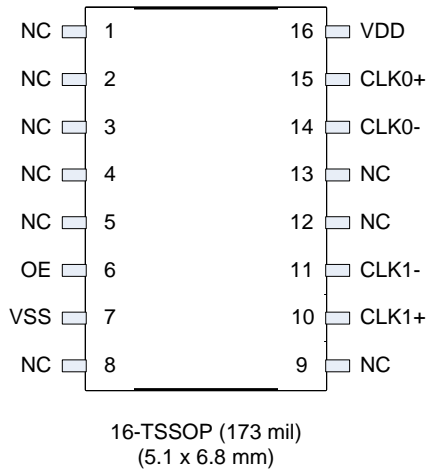 NC 1 16 VDD
NC 2 15 CLK0+
NC 3 14 CLK0-
NC 4 13 NC
NC 5 12 NC
OE 6 11 CLK1-
VSS 7 10 CLK1+
NC 8 9 NC
16-TSSOP (173 mil)
(5.1 x 6.8 mm)